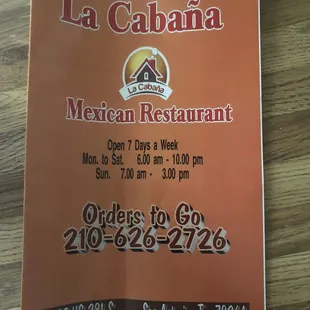 La Cabaña
La Cabaña
Mexican Restaurant
Open 7 Days a Week
Mon. to Sat. 6.00 am - 10.00 pm
Sun. 7.00 am - 3.00 pm
Orders to Go
210-626-2726